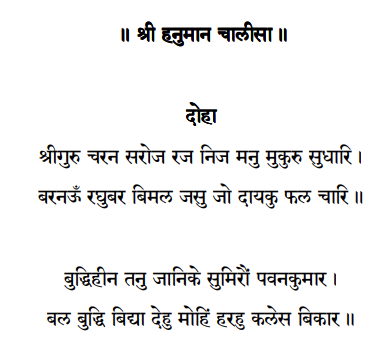 ॥ श्री हनुमान चालीसा ॥
दोहा
श्रीगुरु चरन सरोज रज निज मनु मुकुरु सुधारि ।
बरनऊँ रघुबर बिमल जसु जो दायकु फल चारि ॥
बुद्धिहीन तनु जानिके सुमिरौं पवनकुमार ।
बल बुद्धि बिद्या देहु मोहिं हरहु कलेस बिकार ॥